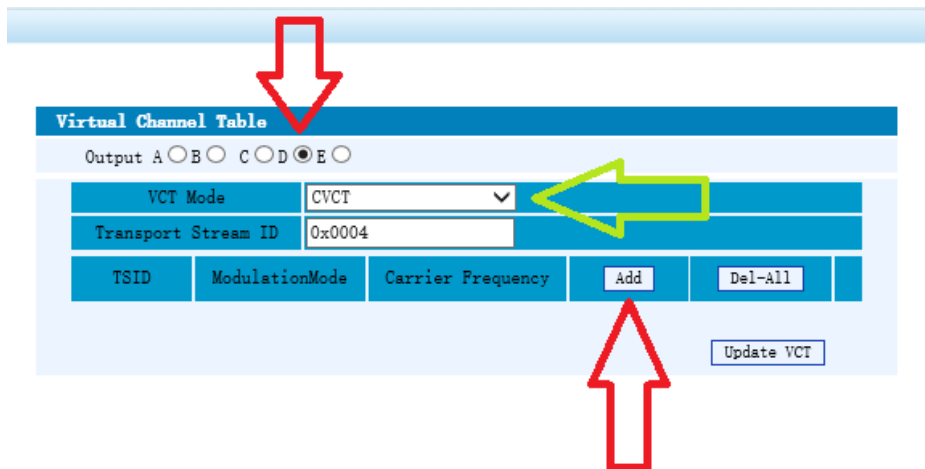 Virtual Channel Table
Output A B C D E
VCT Mode CVCT
Transport Stream ID 0x0004
TSID ModulationMode Carrier Frequency Add Del-All
Update VCT